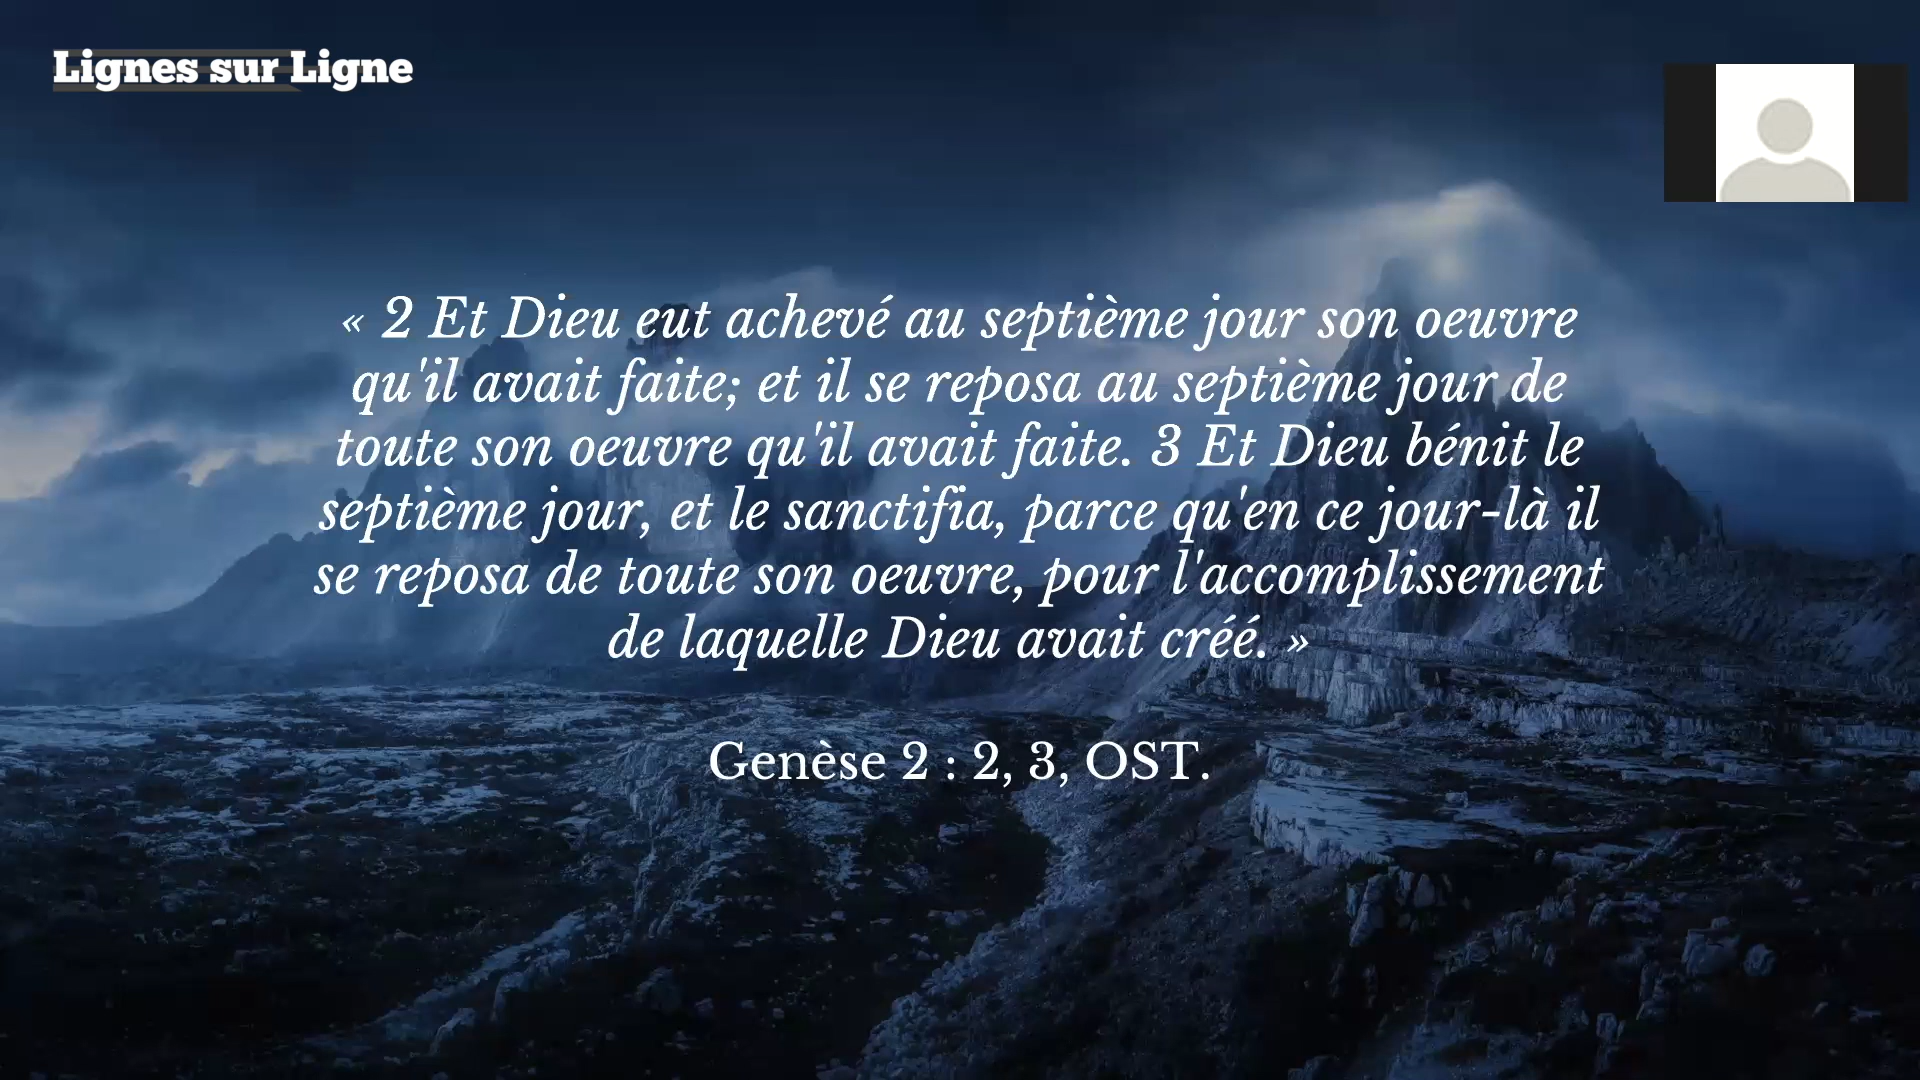 Lignes sur Ligne
« 2 Et Dieu eut achevé au septième jour son oeuvre
qu'il avait faite; et il se reposa au septième jour de
toute son oeuvre qu'il avait faite. 3 Et Dieu bénit le
septième jour, et le sanctifia, parce qu'en ce jour-là il
se reposa de toute son oeuvre, pour l'accomplissement
de laquelle Dieu avait créé. »
Genèse 2 : 2, 3, OST.